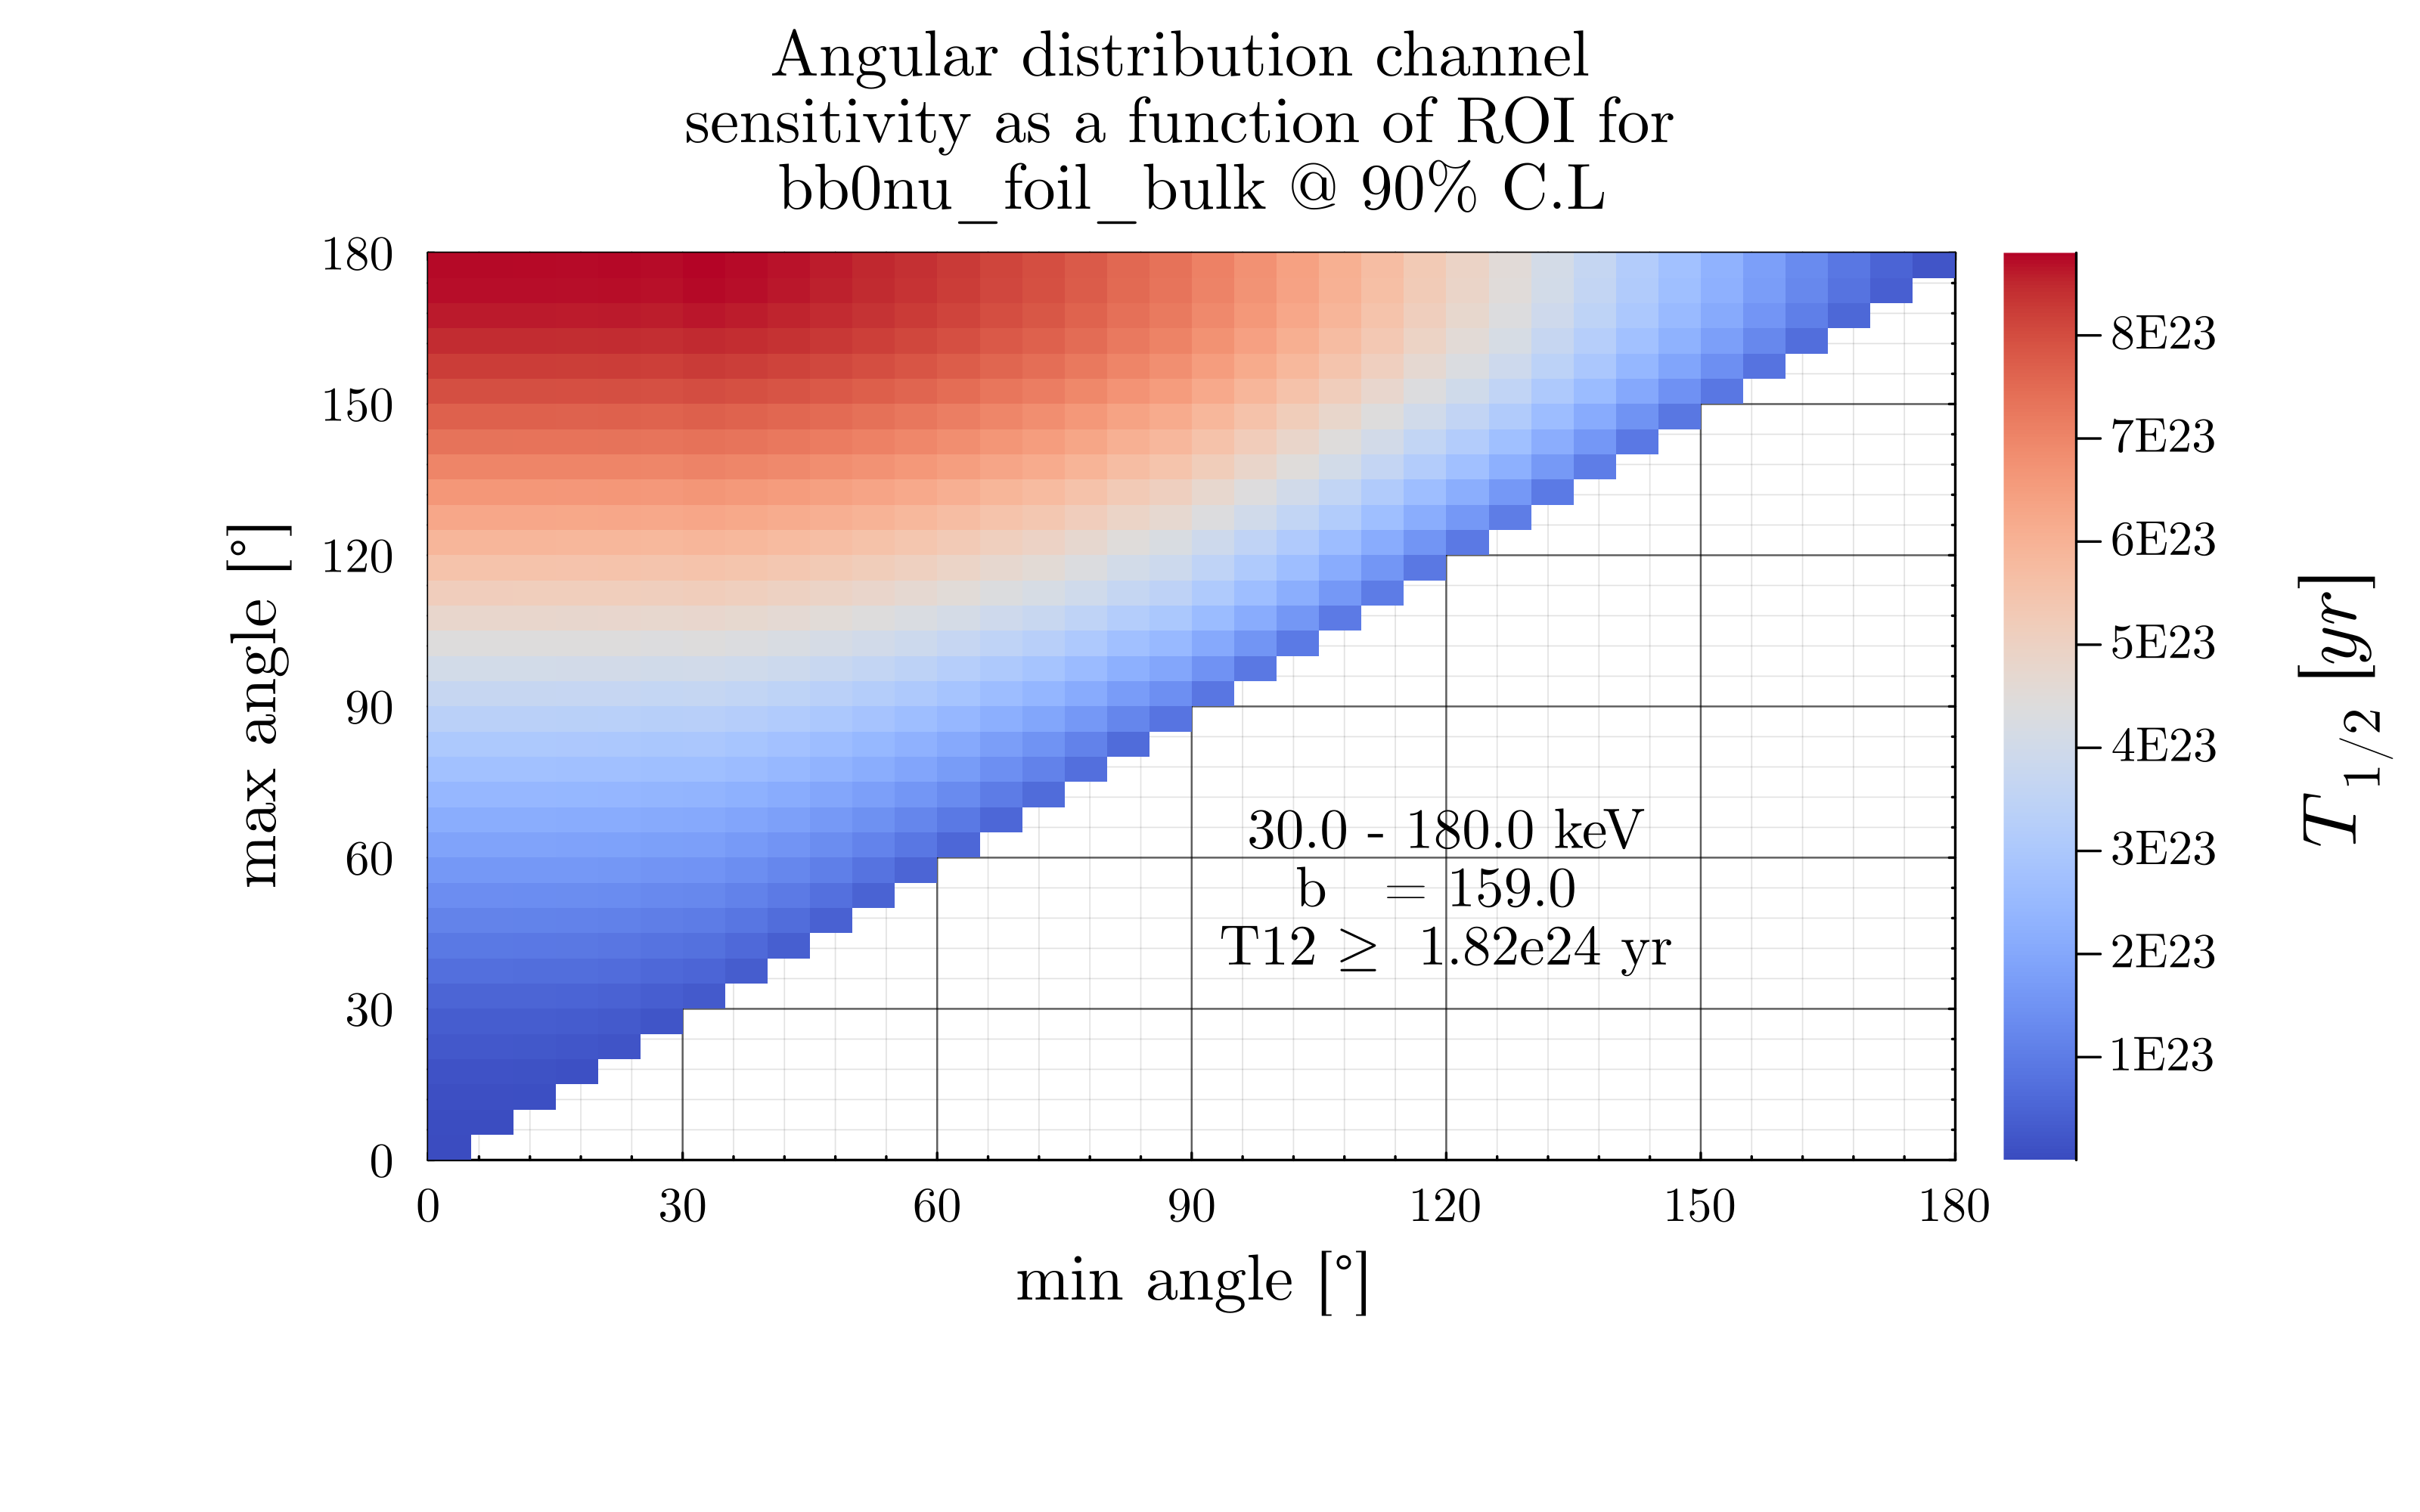 Angular distribution channel
sensitivity as a function of ROI for
bb0nu_foil_bulk @ 90% C.L
180
150
120
90
60
30
0
max angle [°]
0 30 60 90 120 150 180
min angle [°]
30.0 - 180.0 keV
b = 159.0
T12 ≥ 1.82e24 yr
8E23
7E23
6E23
5E23
4E23
3E23
2E23
1E23
T 1/2 [yr]